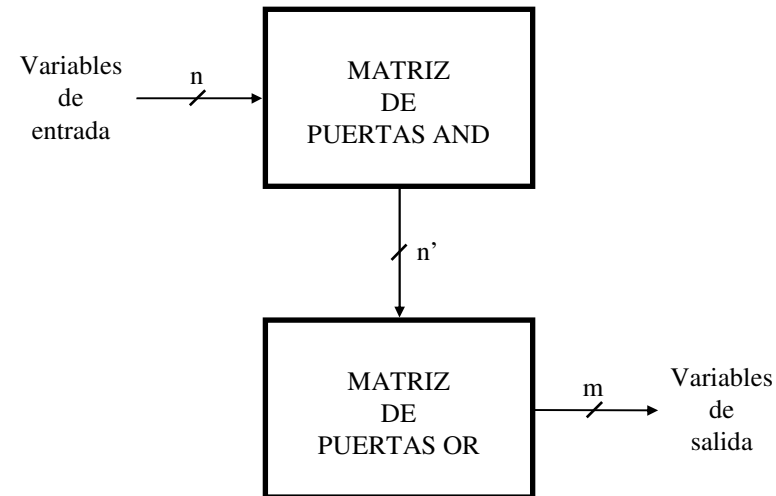 Variables
de
entrada
n
MATRIZ
DE
PUERTAS AND
n’
MATRIZ
DE
PUERTAS OR
m
Variables
de
salida